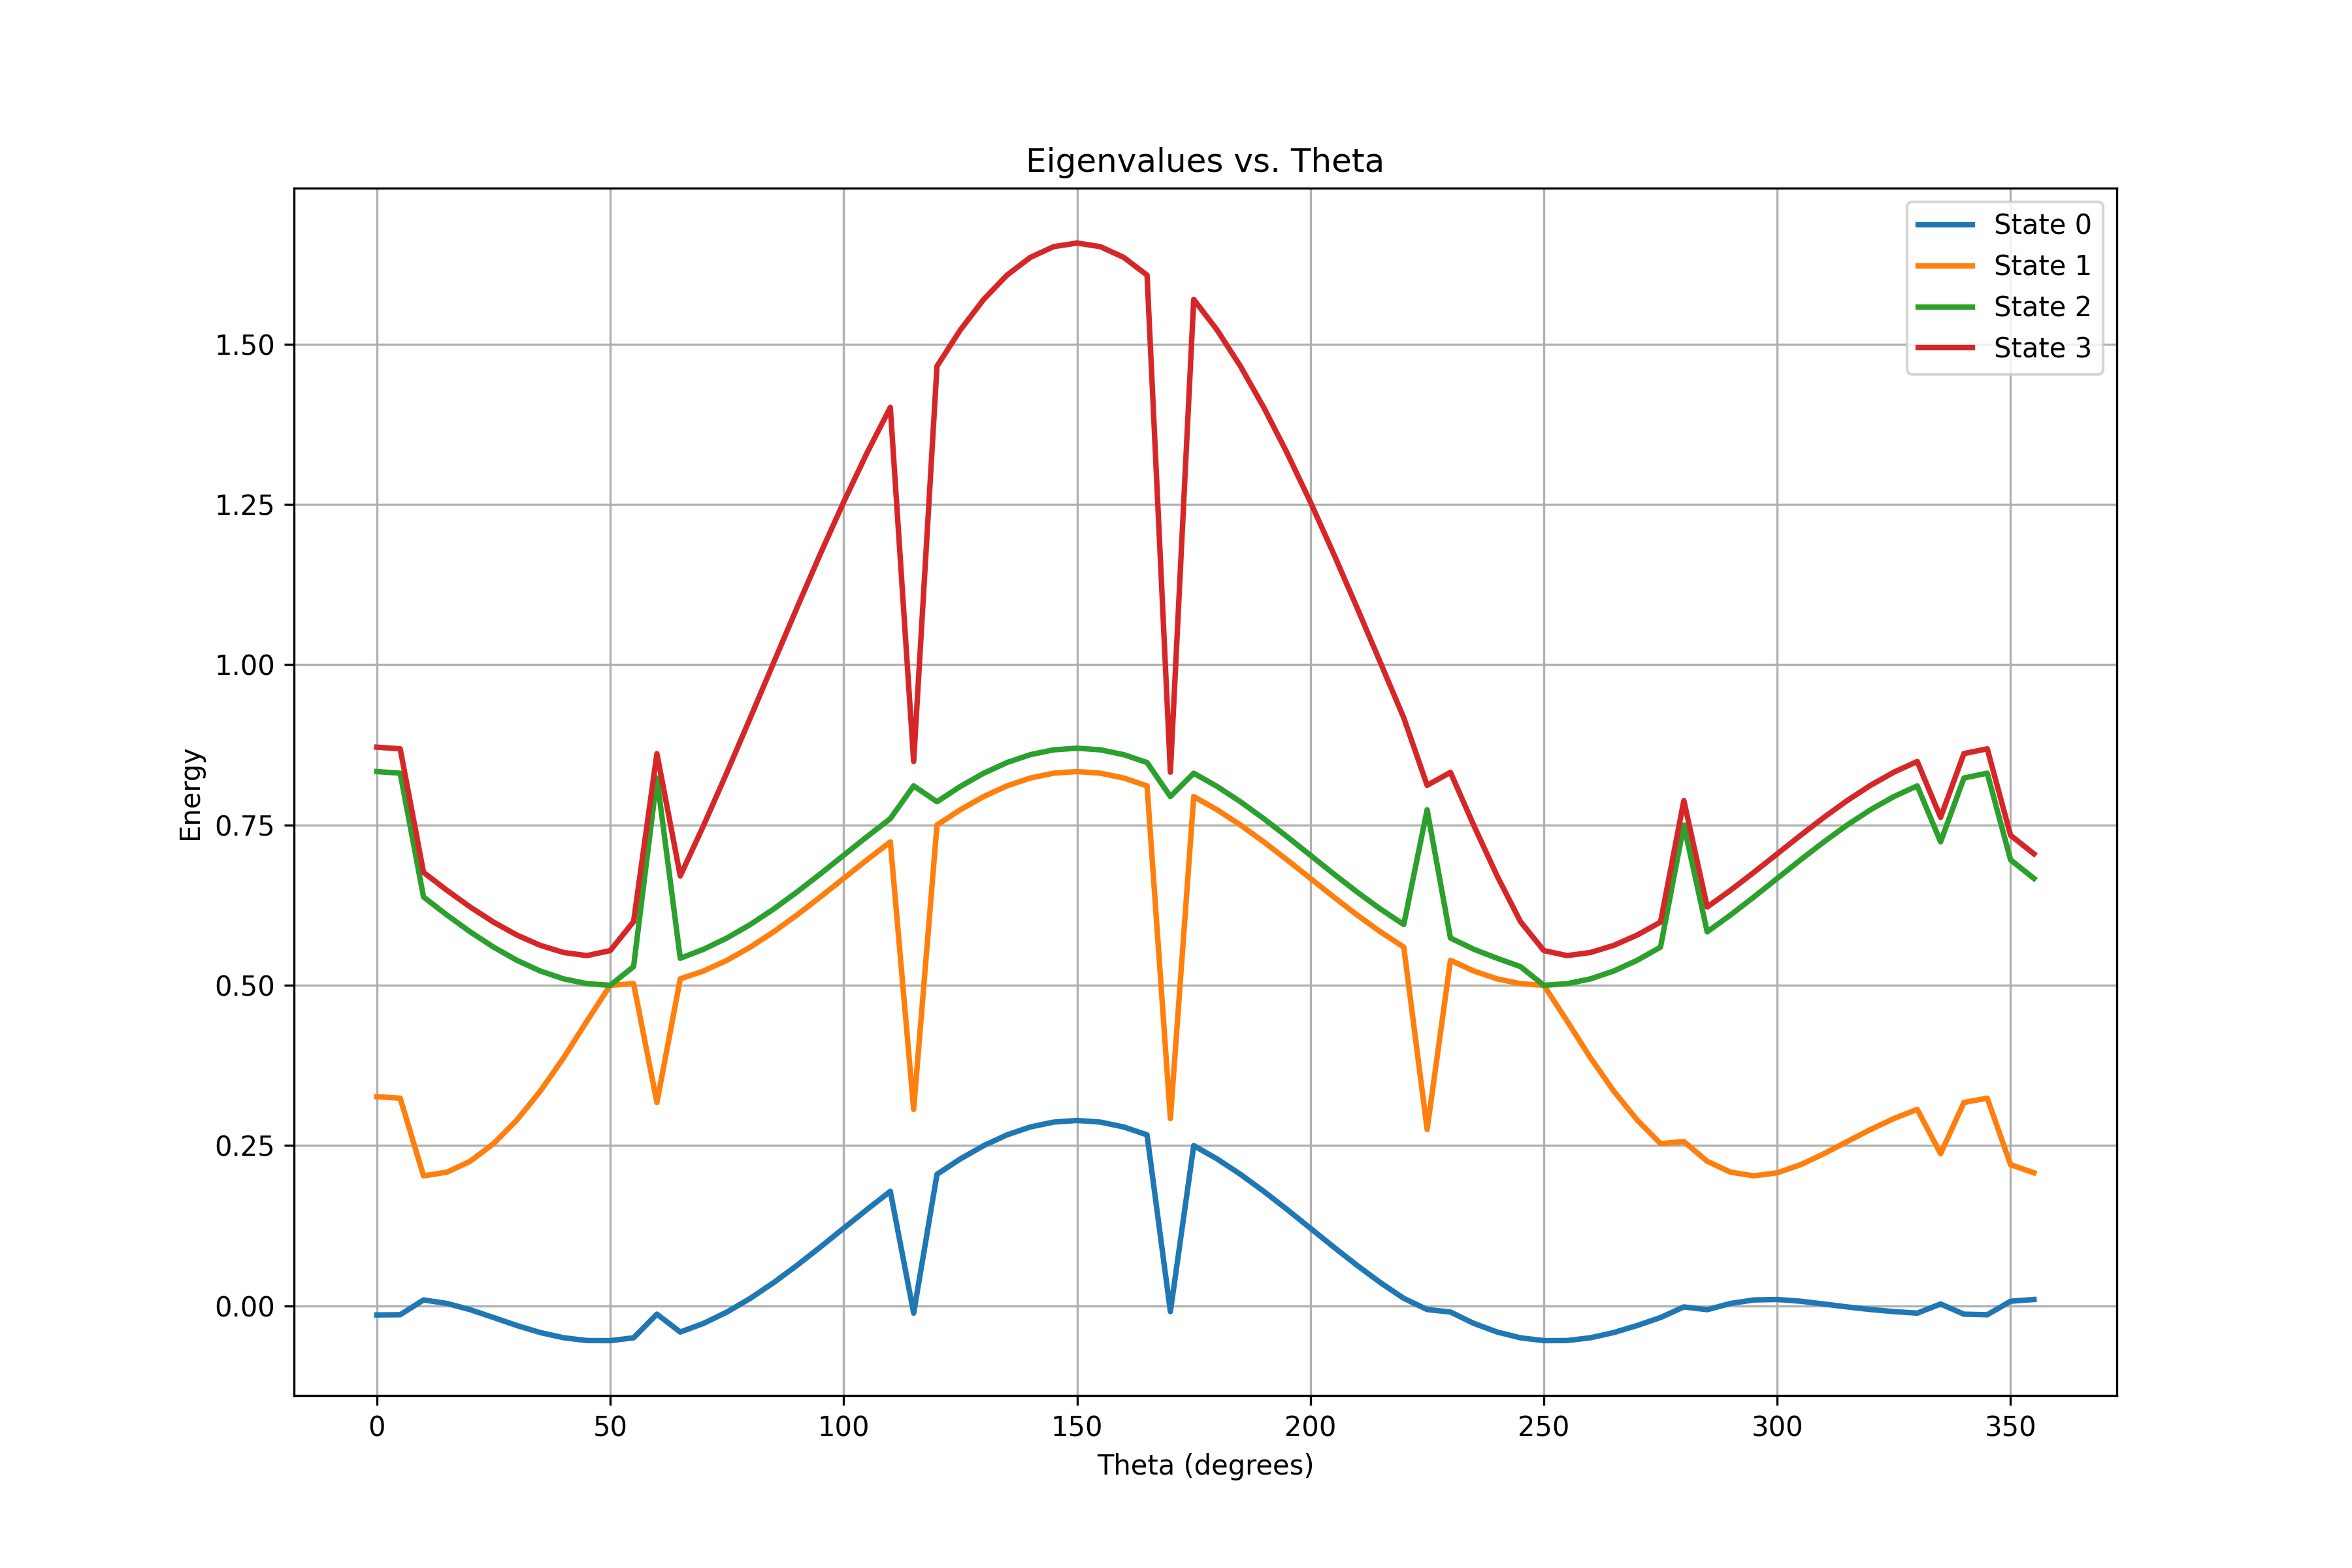 Eigenvalues vs. Theta
State 0
State 1
State 2
State 3
1.50
1.25
1.00
0.75
0.50
0.25
0.00
Energy
0 50 100 150 200 250 300 350
Theta (degrees)